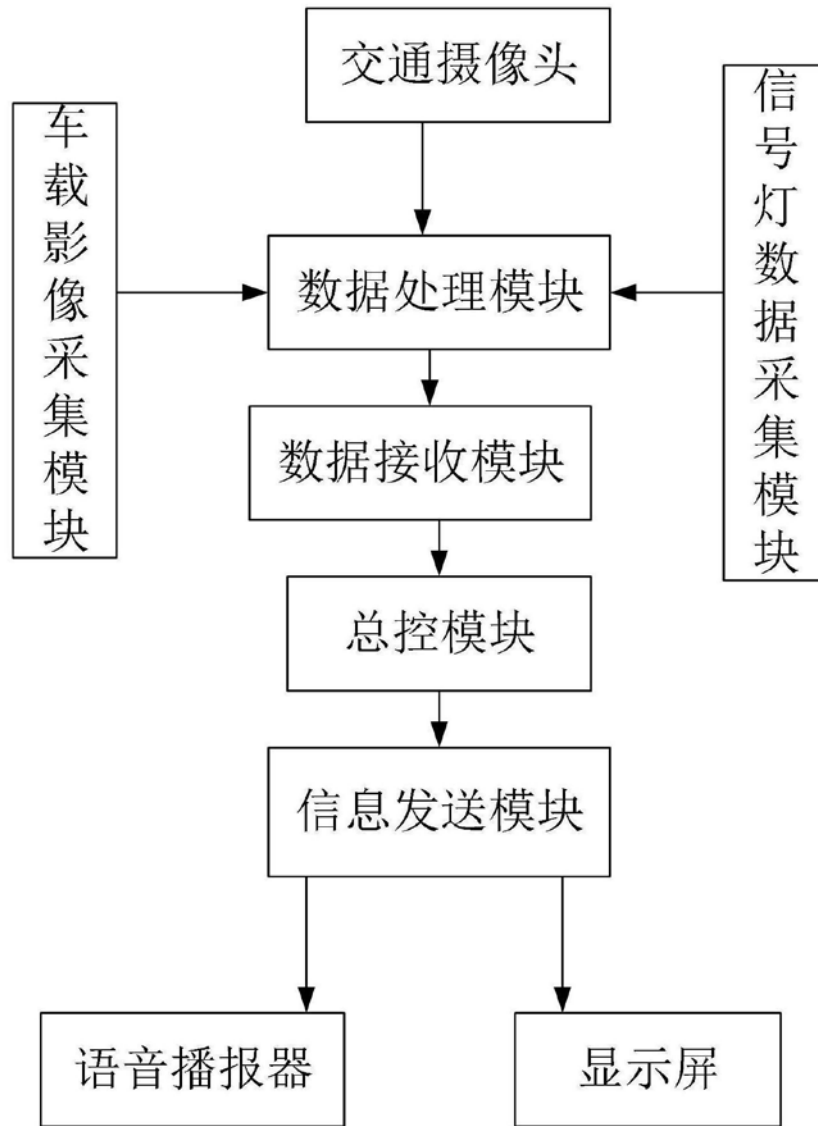 交通摄像头
车载影像采集模块
信号灯数据采集模块
数据处理模块
数据接收模块
总控模块
信息发送模块
语音播报器
显示屏